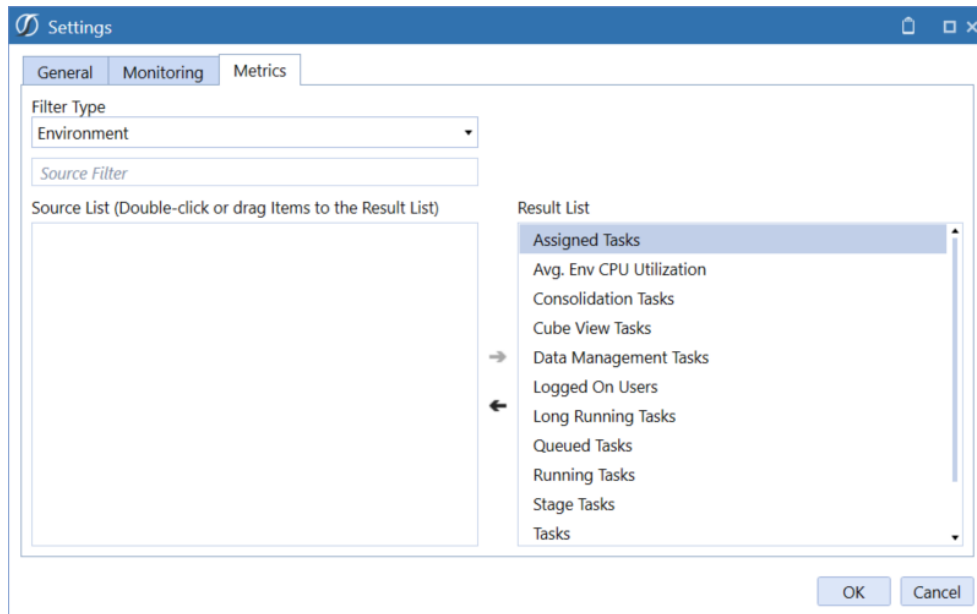 Settings
General Monitoring Metrics
Filter Type
Environment
Source Filter
Source List (Double-click or drag Items to the Result List)
Result List
Assigned Tasks
Avg. Env CPU Utilization
Consolidation Tasks
Cube View Tasks
Data Management Tasks
Logged On Users
Long Running Tasks
Queued Tasks
Running Tasks
Stage Tasks
Tasks
OK Cancel